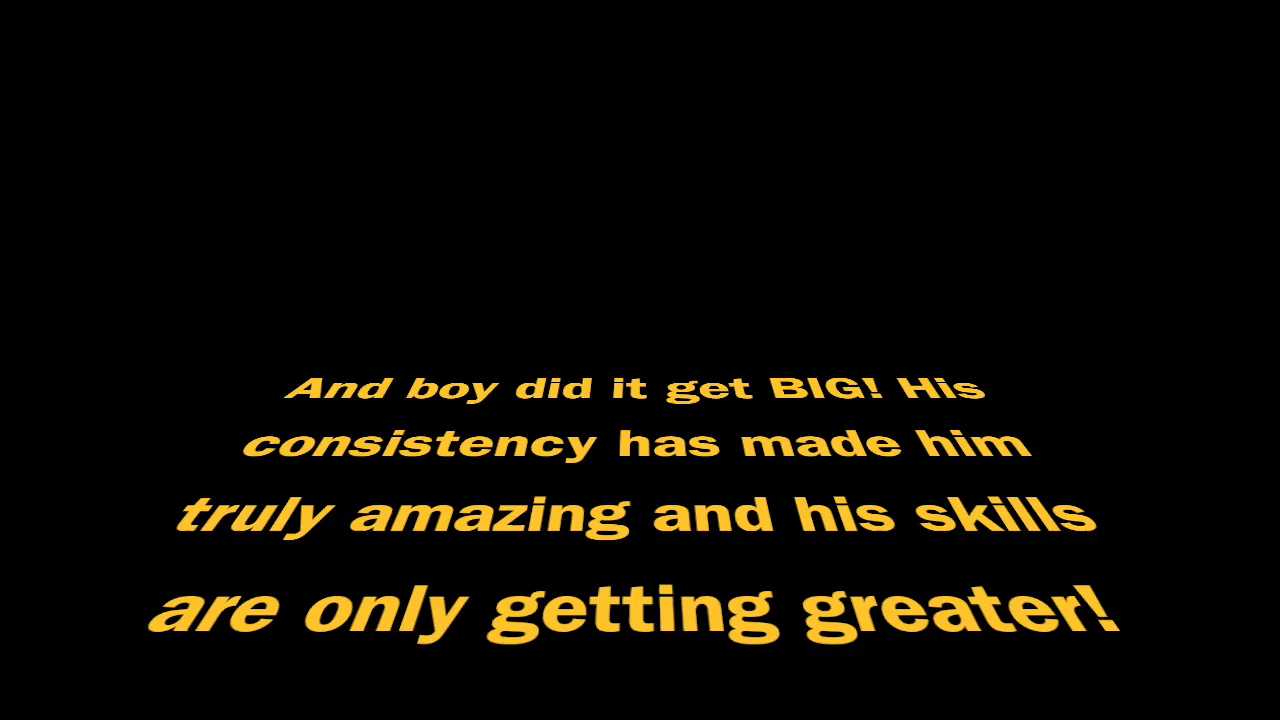 And boy did it get BIG! His
consistency has made him
truly amazing and his skills
are only getting greater!